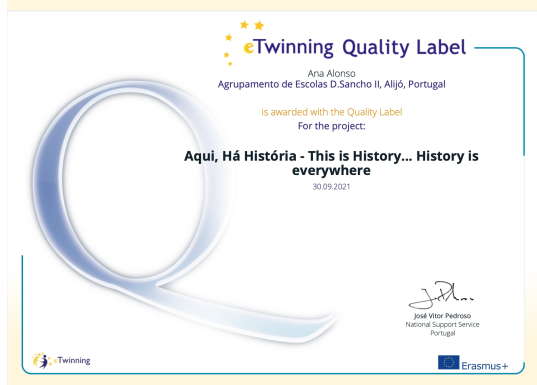 eTwinning Quality Label
Ana Alonso
Agrupamento de Escolas D.Sancho II, Alijó, Portugal
is awarded with the Quality Label
For the project:
Aqui, Há História - This is History... History is
everywhere
30.09.2021
José Vitor Pedroso
National Support Service
Portugal
eTwinning
Erasmus+